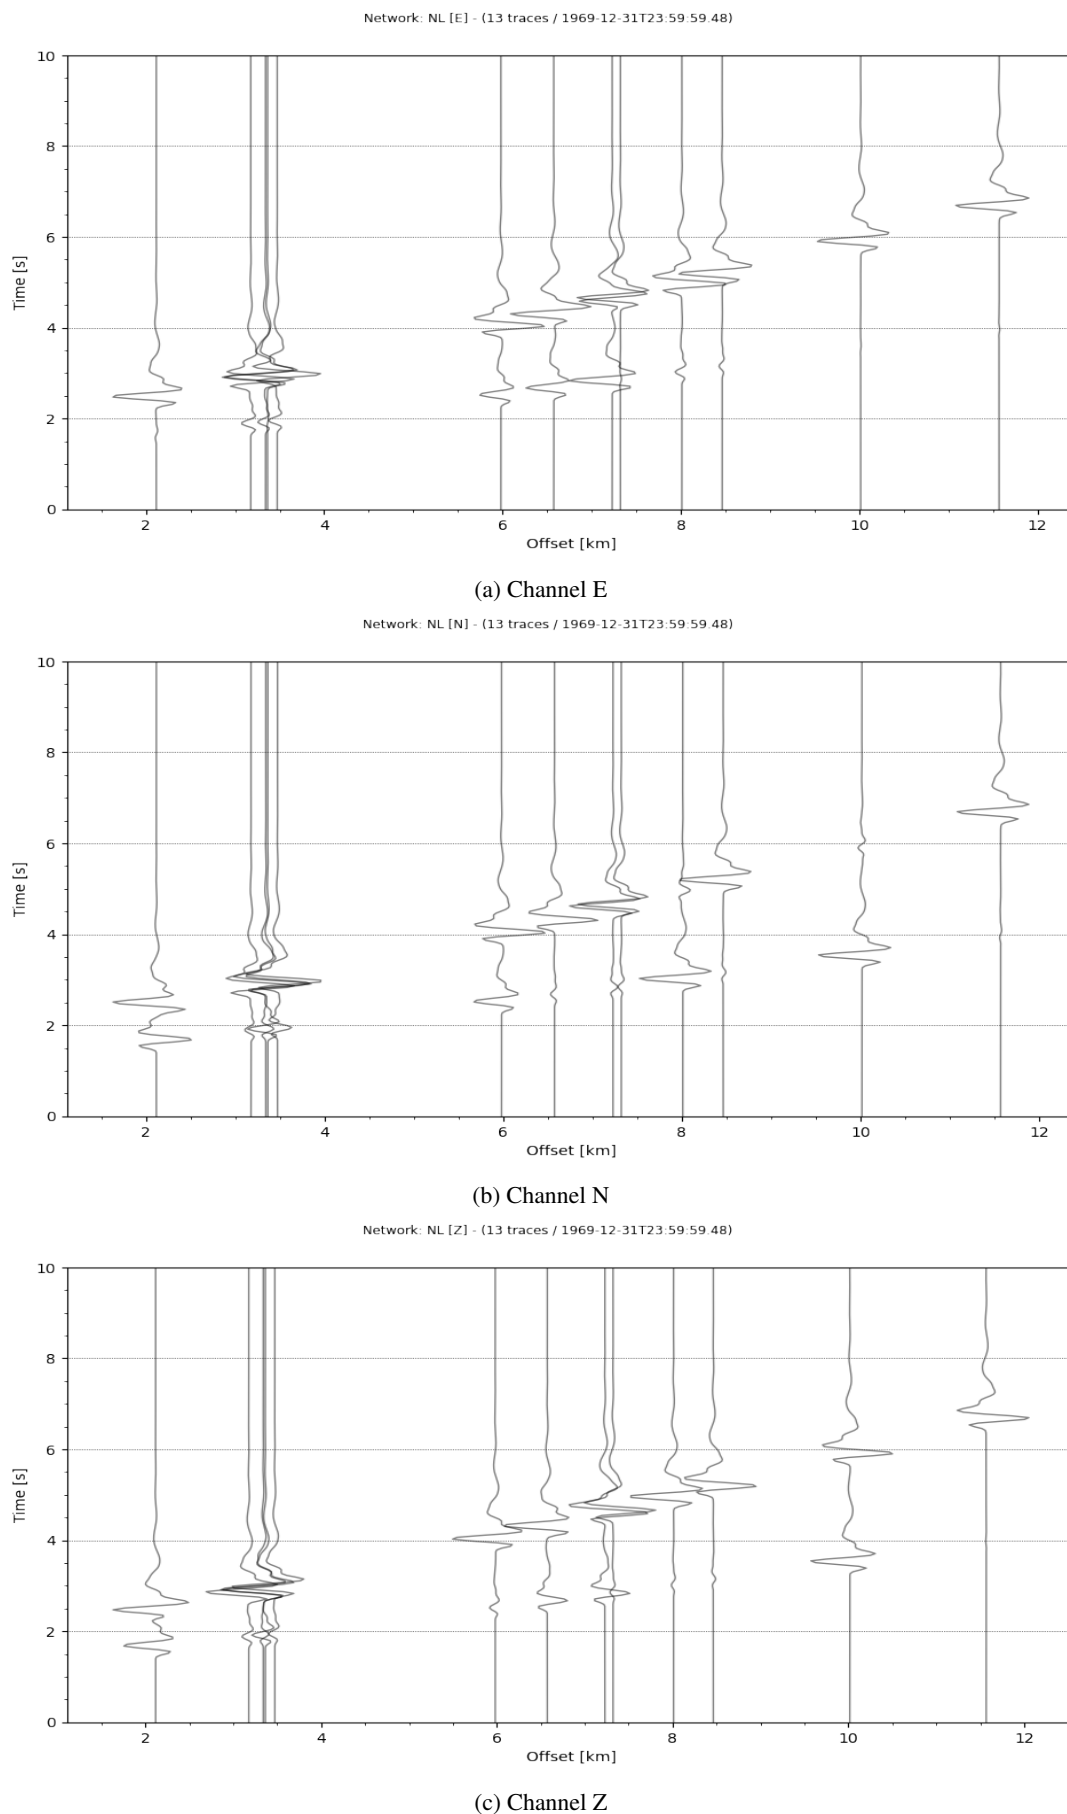 Network: NL [E] - (13 traces / 1969-12-31T23:59:59.48)
10
8
6
4
2
0
Time [s]
2 4 6 8 10 12
Offset [km]
(a) Channel E
Network: NL [N] - (13 traces / 1969-12-31T23:59:59.48)
10
8
6
4
2
0
Time [s]
2 4 6 8 10 12
Offset [km]
(b) Channel N
Network: NL [Z] - (13 traces / 1969-12-31T23:59:59.48)
10
8
6
4
2
0
Time [s]
2 4 6 8 10 12
Offset [km]
(c) Channel Z